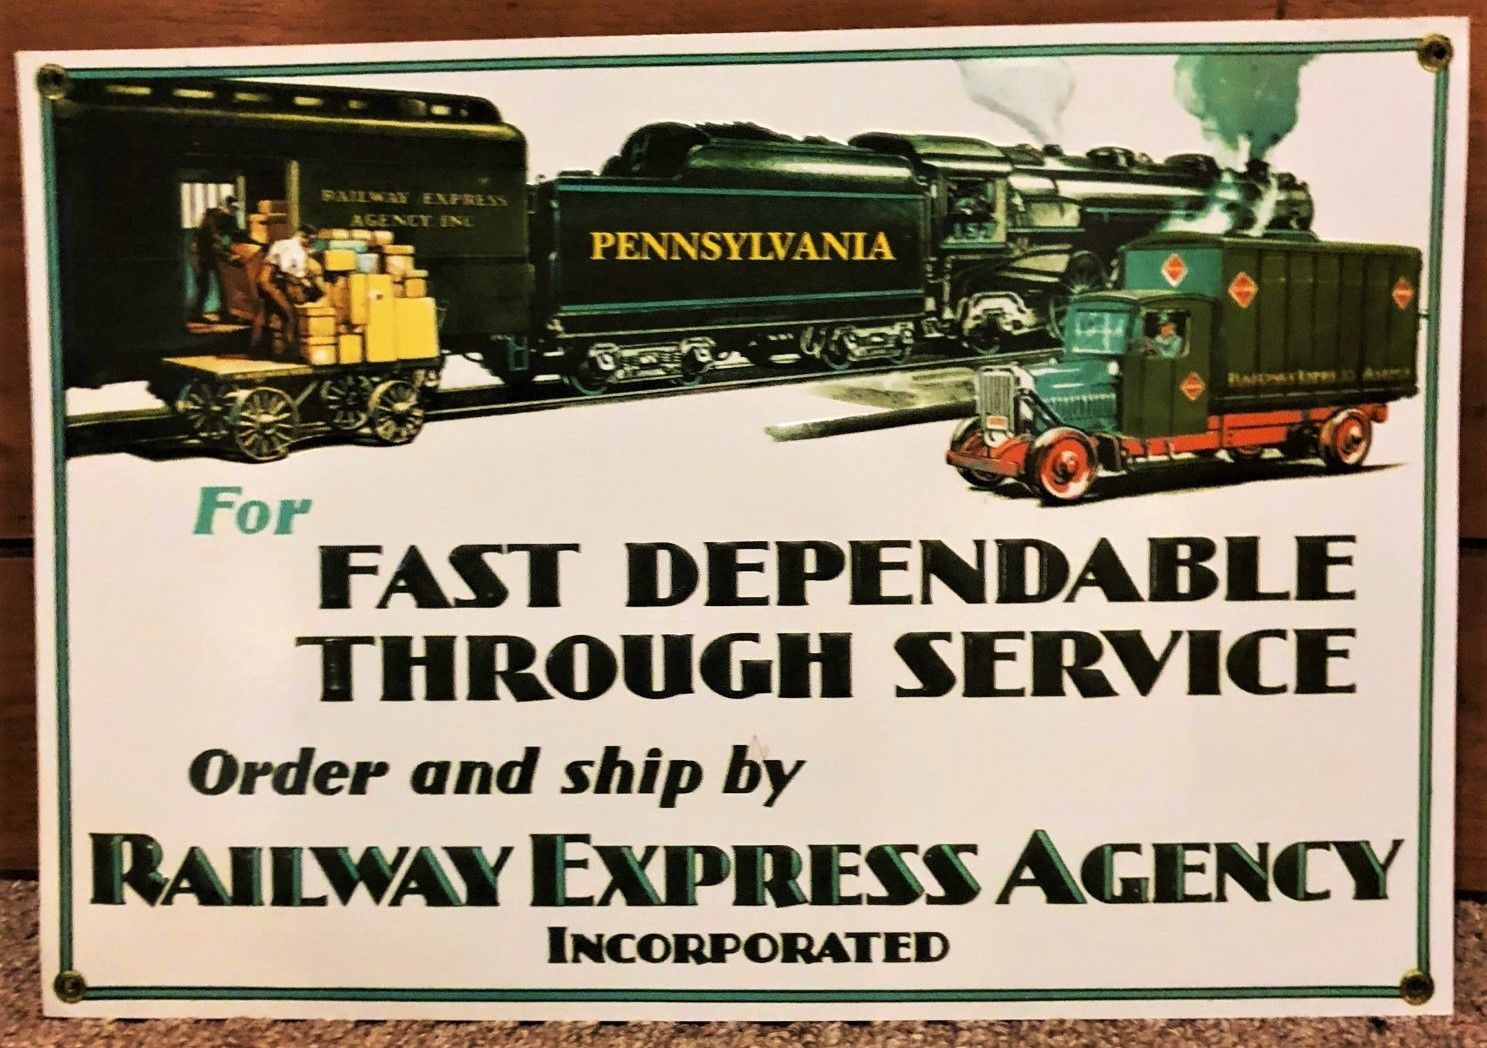 RAILWAY EXPRESS
AGENCY, INC
PENNSYLVANIA
For
FAST DEPENDABLE
THROUGH SERVICE
Order and ship by
RAILWAY EXPRESS AGENCY
INCORPORATED